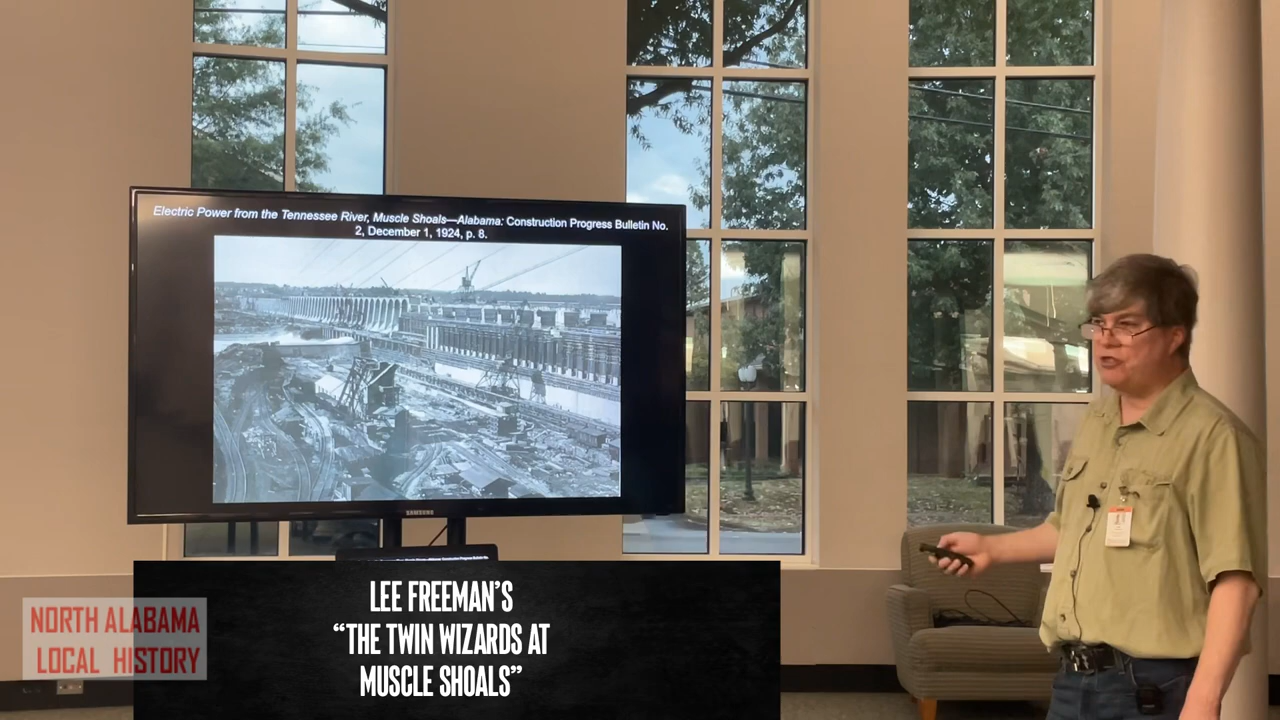 Electric Power from the Tennessee River, Muscle Shoals—Alabama: Construction Progress Bulletin No.
2, December 1, 1924, p. 8.
SAMSUNG
LEE FREEMAN'S
“THE TWIN WIZARDS AT
MUSCLE SHOALS”
NORTH ALABAMA
LOCAL HISTORY